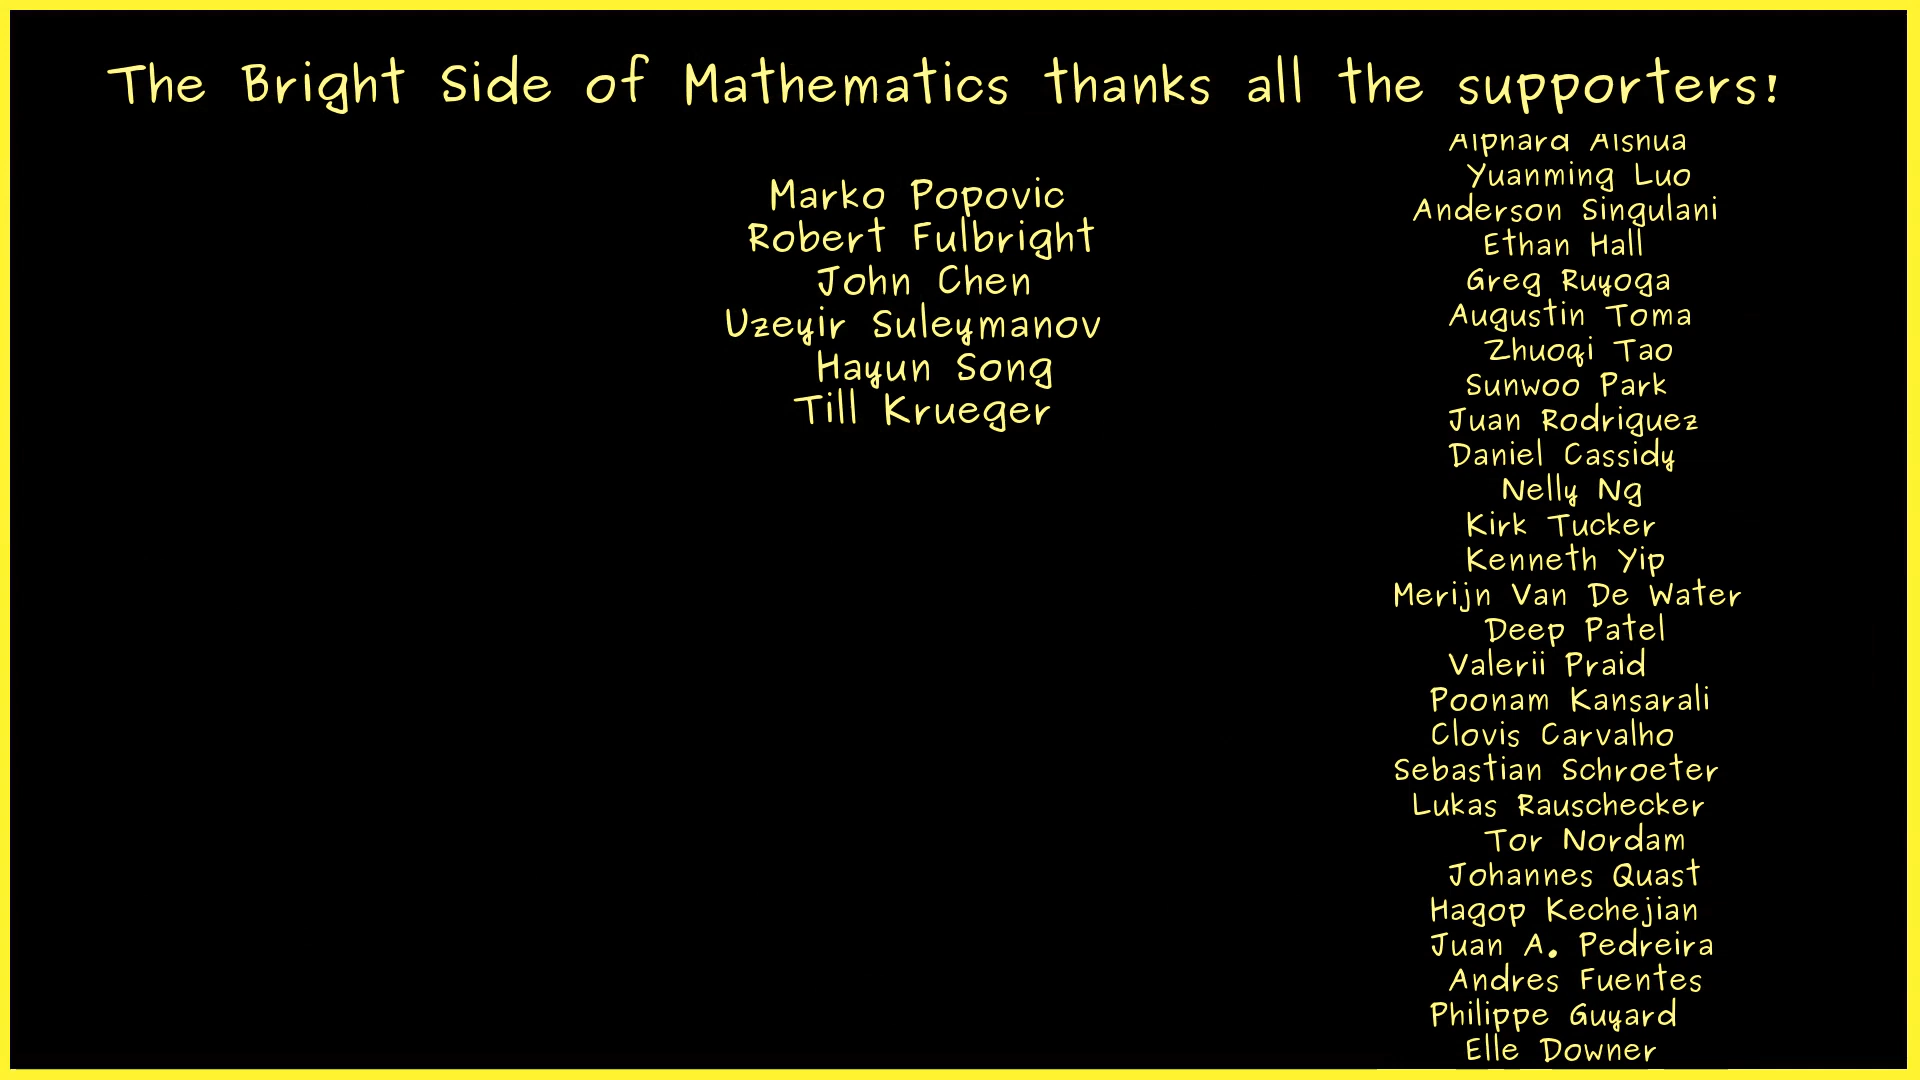 The Bright Side of Mathematics thanks all the supporters!
Marko Popovic
Robert Fulbright
John Chen
Uzeyir Suleymanov
Hayun Song
Till Krueger
Yuanming Luo
Anderson Singulani
Ethan Hall
Greg Ruyoga
Augustin Toma
Zhuoqi Tao
Sunwoo Park
Juan Rodriguez
Daniel Cassidy
Nelly Ng
Kirk Tucker
Kenneth Yip
Merijn Van De Water
Deep Patel
Valerii Praid
Poonam Kansarali
Clovis Carvalho
Sebastian Schroeter
Lukas Rauschecker
Tor Nordam
Johannes Quast
Hagop Kechejian
Juan A. Pedreira
Andres Fuentes
Philippe Guyard
Elle Downer